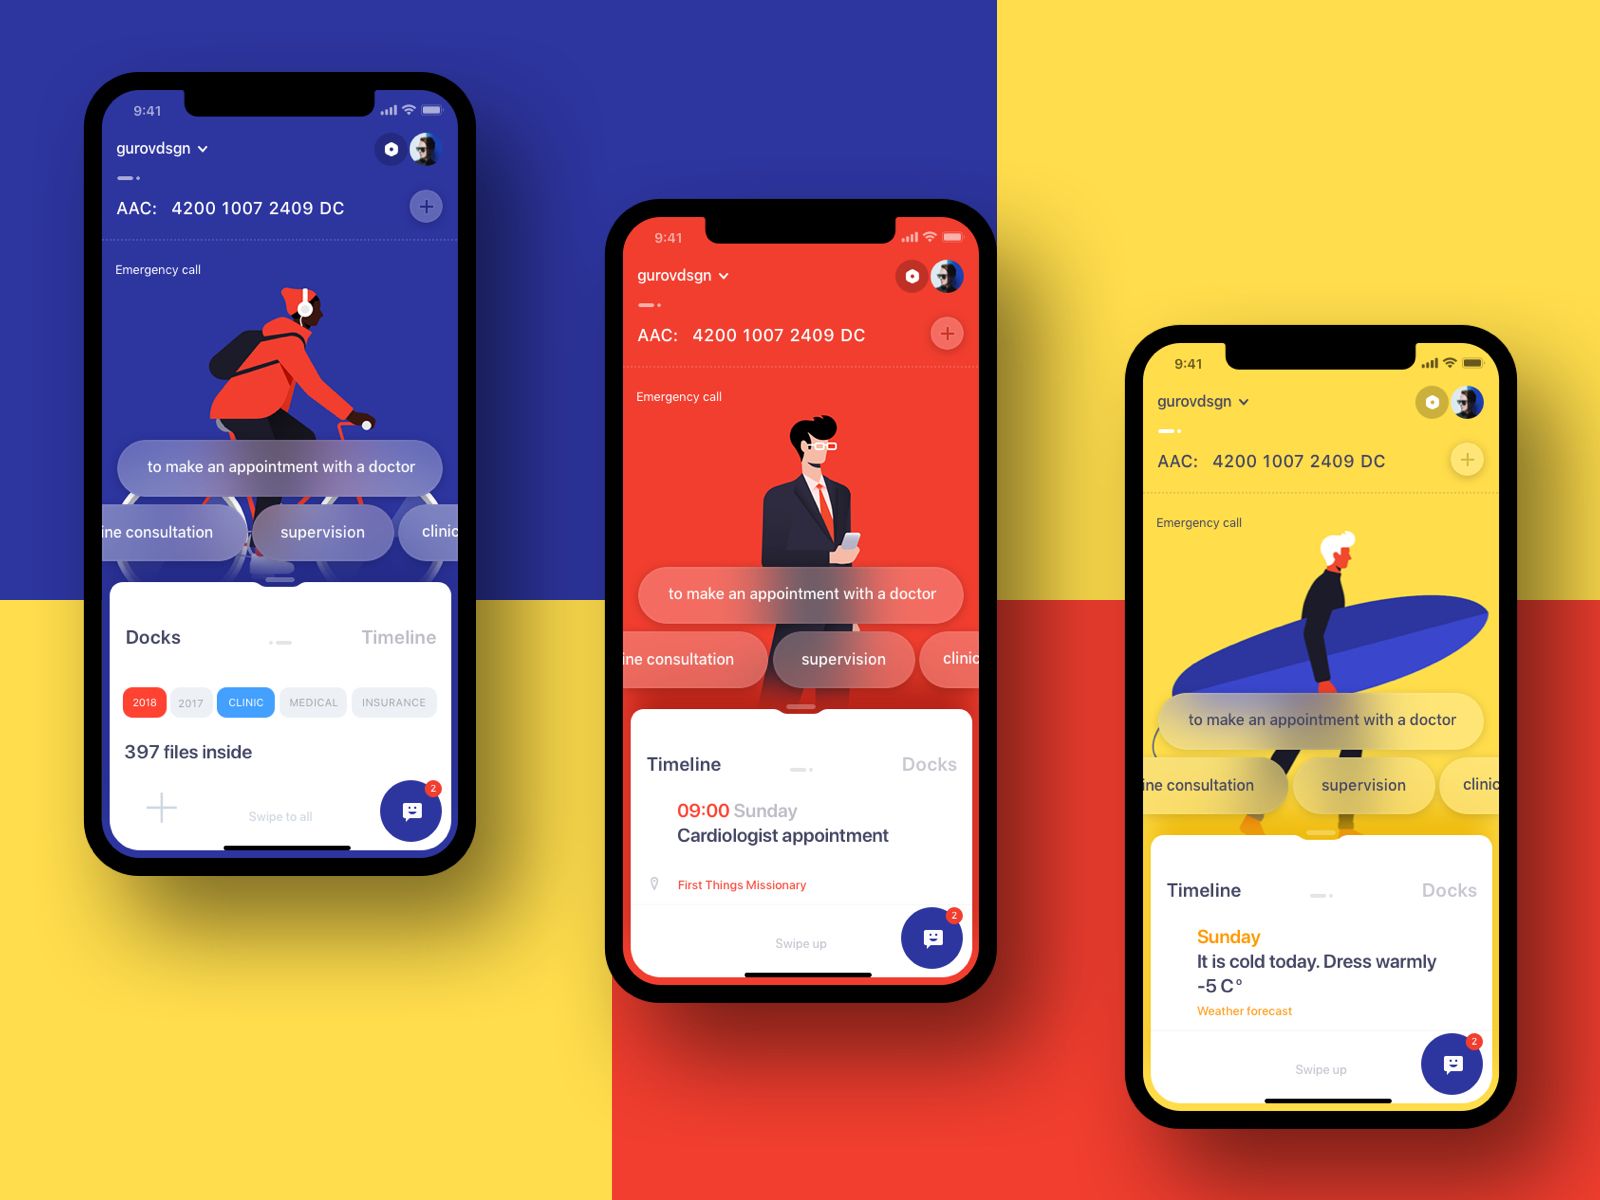 9:41
gurovdsgn
AAC: 4200 1007 2409 DC
Emergency call
to make an appointment with a doctor
ine consultation
supervision
clinic
Docks
Timeline
2018
2017
CLINIC
MEDICAL
INSURANCE
397 files inside
2
Swipe to all
9:41
gurovdsgn
AAC: 4200 1007 2409 DC
Emergency call
to make an appointment with a doctor
ine consultation
supervision
clinic
Timeline
Docks
09:00 Sunday
Cardiologist appointment
First Things Missionary
2
Swipe up
9:41
gurovdsgn
AAC: 4200 1007 2409 DC
Emergency call
to make an appointment with a doctor
ine consultation
supervision
clinic
Timeline
Docks
Sunday
It is cold today. Dress warmly
-5 C°
Weather forecast
2
Swipe up